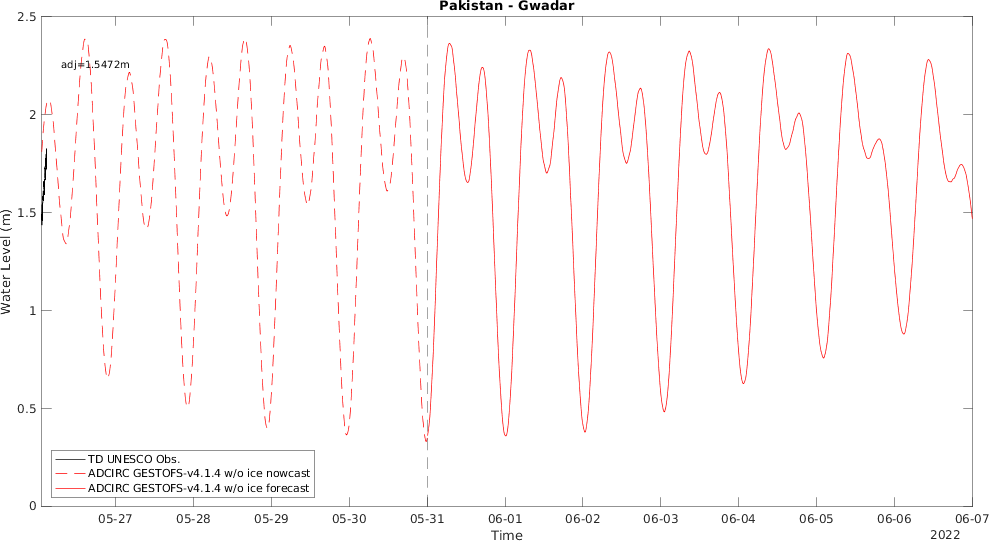 Pakistan - Gwadar
2.5
adj=1.5472m
2
1.5
1
0.5
0
Water Level (m)
TD UNESCO Obs.
ADCIRC GESTOFS-v4.1.4 w/o ice nowcast
ADCIRC GESTOFS-v4.1.4 w/o ice forecast
05-27 05-28 05-29 05-30 05-31 06-01 06-02 06-03 06-04 06-05 06-06 06-07
Time
2022